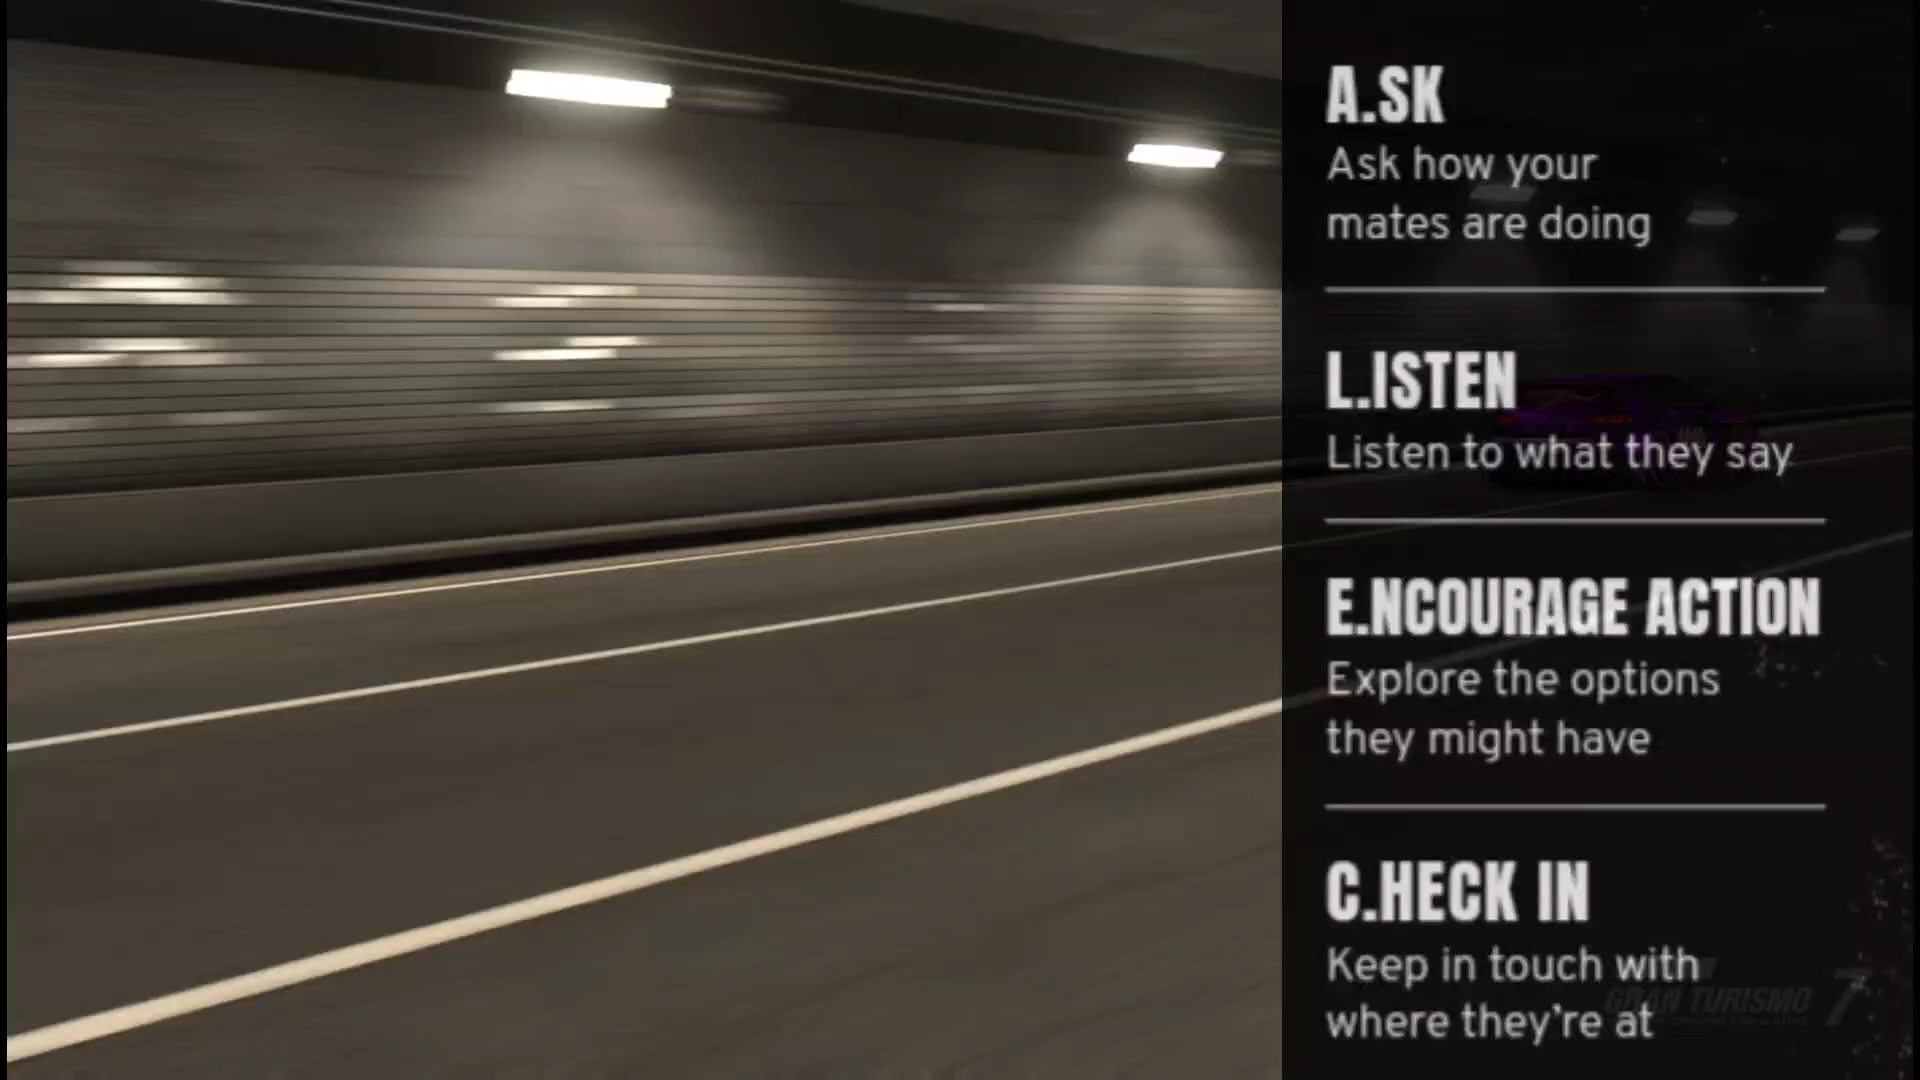 A.SK
Ask how your
mates are doing
L.ISTEN
Listen to what they say
E.NCOURAGE ACTION
Explore the options
they might have
C.HECK IN
Keep in touch with
where they're at
GRAN TURISMO 7